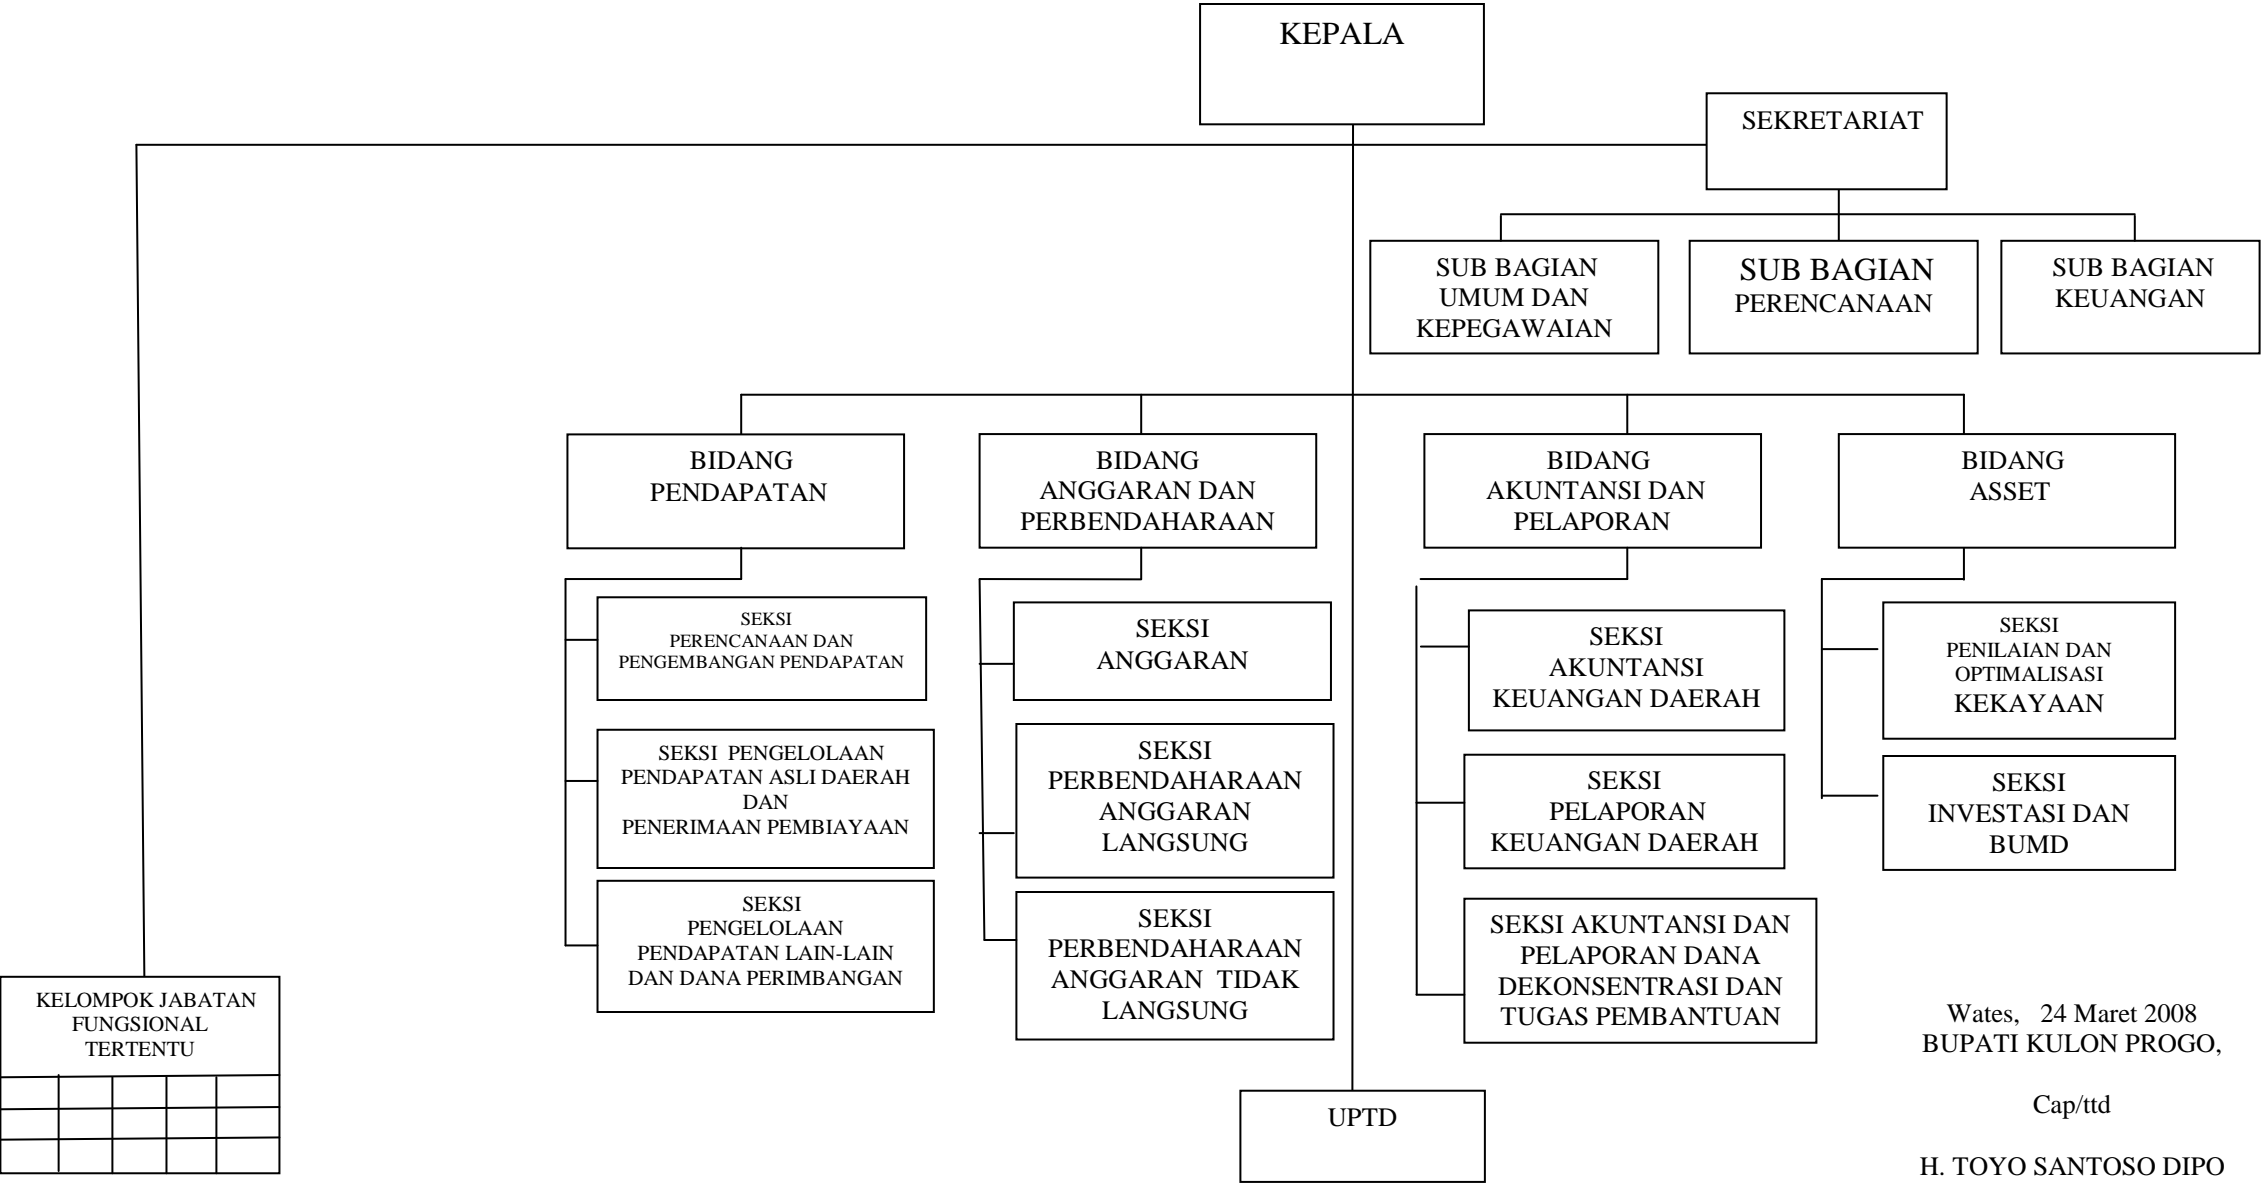 KEPALA
SEKRETARIAT
SUB BAGIAN
UMUM DAN
KEPEGAWAIAN
SUB BAGIAN
PERENCANAAN
SUB BAGIAN
KEUANGAN
BIDANG
PENDAPATAN
BIDANG
ANGGARAN DAN
PERBENDAHARAAN
BIDANG
AKUNTANSI DAN
PELAPORAN
BIDANG
ASSET
SEKSI
PERENCANAAN DAN
PENGEMBANGAN PENDAPATAN
SEKSI PENGELOLAAN
PENDAPATAN ASLI DAERAH
DAN
PENERIMAAN PEMBIAYAAN
SEKSI
PENGELOLAAN
PENDAPATAN LAIN-LAIN
DAN DANA PERIMBANGAN
SEKSI
ANGGARAN
SEKSI
PERBENDAHARAAN
ANGGARAN
LANGSUNG
SEKSI
PERBENDAHARAAN
ANGGARAN TIDAK
LANGSUNG
SEKSI
AKUNTANSI
KEUANGAN DAERAH
SEKSI
PELAPORAN
KEUANGAN DAERAH
SEKSI AKUNTANSI DAN
PELAPORAN DANA
DEKONSENTRASI DAN
TUGAS PEMBANTUAN
SEKSI
PENILAIAN DAN
OPTIMALISASI
KEKAYAAN
SEKSI
INVESTASI DAN
BUMD
KELOMPOK JABATAN
FUNGSIONAL
TERTENTU
UPTD
Wates, 24 Maret 2008
BUPATI KULON PROGO,
Cap/ttd
H. TOYO SANTOSO DIPO